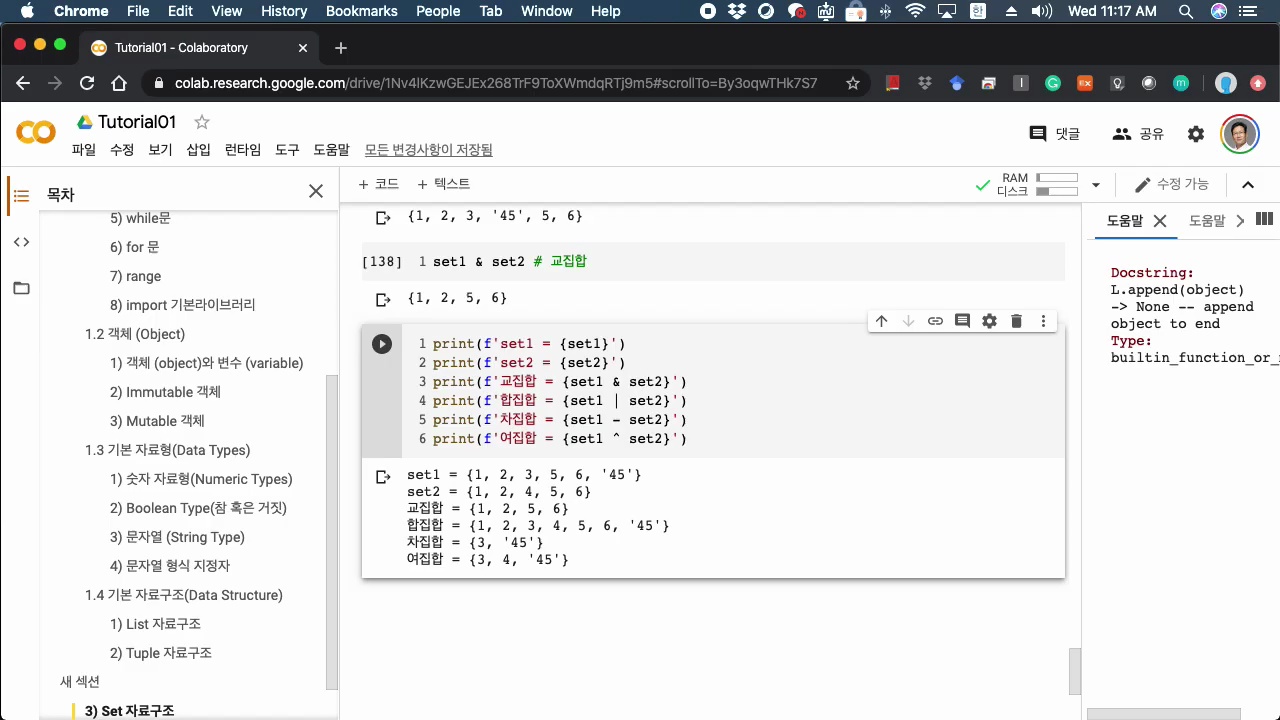 Chrome File Edit View History Bookmarks People Tab Window Help 한 Wed 11:17 AM
Tutorial01 - Colaboratory
colab.research.google.com/drive/1Nv4lKzwGEJEx268TrF9ToXWmdqRTj9m5#scrollTo=By3oqwTHk7S7
Tutorial01
파일 수정 보기 삽입 런타임 도구 도움말 모든 변경사항이 저장됨
댓글 공유
목차
5) while문
6) for 문
7) range
8) import 기본라이브러리
1.2 객체 (Object)
1) 객체 (object)와 변수 (variable)
2) Immutable 객체
3) Mutable 객체
1.3 기본 자료형(Data Types)
1) 숫자 자료형(Numeric Types)
2) Boolean Type(참 혹은 거짓)
3) 문자열 (String Type)
4) 문자열 형식 지정자
1.4 기본 자료구조(Data Structure)
1) List 자료구조
2) Tuple 자료구조
새 섹션
3) Set 자료구조
+ 코드 + 텍스트
RAM
디스크
수정 가능
{1, 2, 3, '45', 5, 6}
[138] 1 set1 & set2 # 교집합
{1, 2, 5, 6}
1 print(f'set1 = {set1}')
2 print(f'set2 = {set2}')
3 print(f'교집합 = {set1 & set2}')
4 print(f'합집합 = {set1 | set2}')
5 print(f'차집합 = {set1 - set2}')
6 print(f'여집합 = {set1 ^ set2}')
set1 = {1, 2, 3, 5, 6, '45'}
set2 = {1, 2, 4, 5, 6}
교집합 = {1, 2, 5, 6}
합집합 = {1, 2, 3, 4, 5, 6, '45'}
차집합 = {3, '45'}
여집합 = {3, 4, '45'}
도움말 도움말
Docstring:
L.append(object)
-> None -- append
object to end
Type:
builtin_function_or_